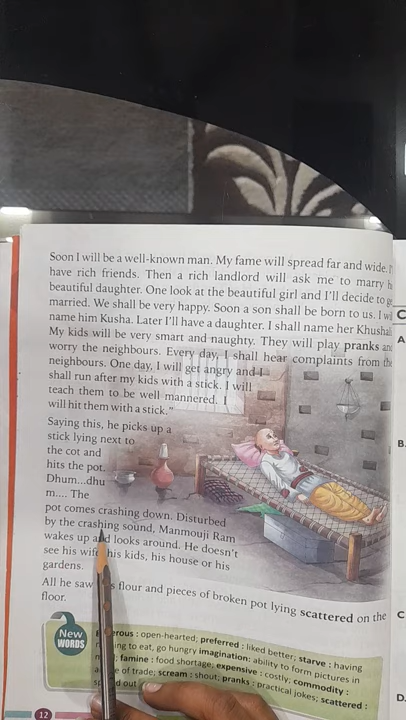 Soon I will be a well-known man. My fame will spread far and wide.
have rich friends. Then a rich landlord will ask me to marry
beautiful daughter. One look at the beautiful girl and I'll decide to
married. We shall be very happy. Soon a son shall be born to us. I
name him Kusha. Later I'll have a daughter. I shall name her
My kids will be very smart and naughty. They will play pranks and
worry the neighbours. Every day, I shall hear complaints from the
neighbours. One day, I will get angry and I
shall run after my kids with a stick. I will
teach them to be well mannered. I
will hit them with a stick."
Saying this, he picks up a
stick lying next to
the cot and
hits the pot.
Dhum...dhu
m.... The
pot comes crashing down. Disturbed
by the crashing sound, Manmouji Ram
wakes up and looks around. He doesn't
see his wife his kids, his house or his
gardens.
All he saw flour and pieces of broken pot lying scattered on the
floor.
New
WORDS
: open-hearted; preferred : liked better; starve : having
to eat, go hungry imagination: ability to form pictures in
famine : food shortage; expensive : costly; commodity :
of trade; scream : shout; pranks : practical jokes; scattered :
out
12
C
A.
B.
C
D.